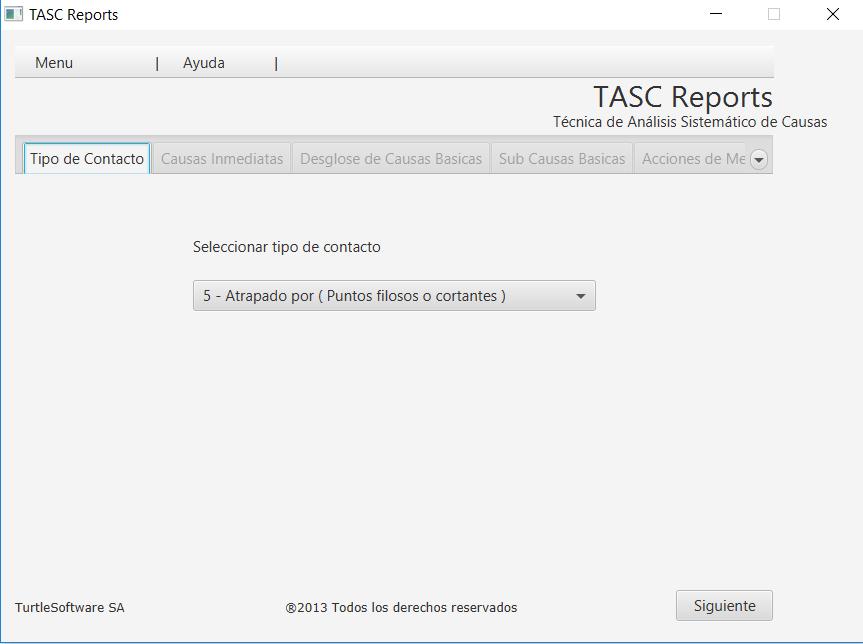 TASC Reports
Menu | Ayuda |
TASC Reports
Técnica de Análisis Sistemático de Causas
Tipo de Contacto Causas Inmediatas Desglose de Causas Basicas Sub Causas Basicas Acciones de Me
Seleccionar tipo de contacto
5 - Atrapado por ( Puntos filosos o cortantes )
Siguiente
TurtleSoftware SA ®2013 Todos los derechos reservados